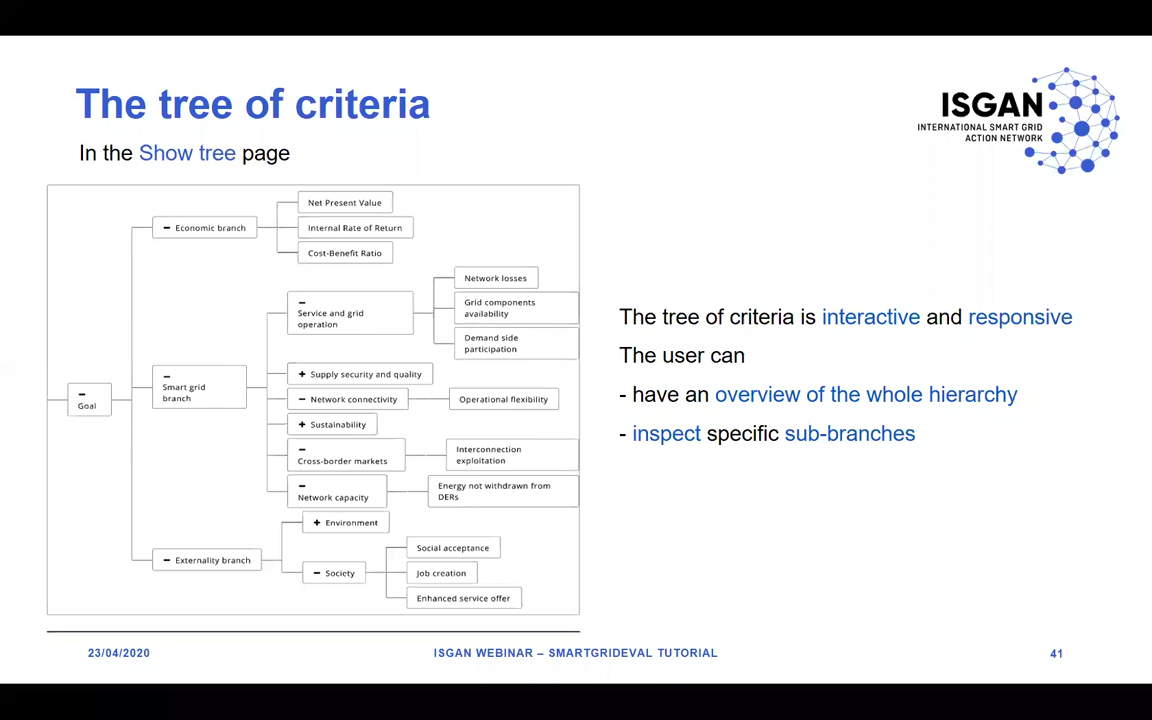 The tree of criteria
In the Show tree page
ISGAN
INTERNATIONAL SMART GRID
ACTION NETWORK
Goal
Economic branch
Net Present Value
Internal Rate of Return
Cost-Benefit Ratio
Smart grid
branch
Service and grid
operation
Network losses
Grid components
availability
Demand side
participation
+ Supply security and quality
− Network connectivity
Operational flexibility
+ Sustainability
Cross-border markets
Interconnection
exploitation
Network capacity
Energy not withdrawn from
DERs
− Externality branch
+ Environment
− Society
Social acceptance
Job creation
Enhanced service offer
The tree of criteria is interactive and responsive
The user can
- have an overview of the whole hierarchy
- inspect specific sub-branches
23/04/2020
ISGAN WEBINAR – SMARTGRIDEVAL TUTORIAL
41